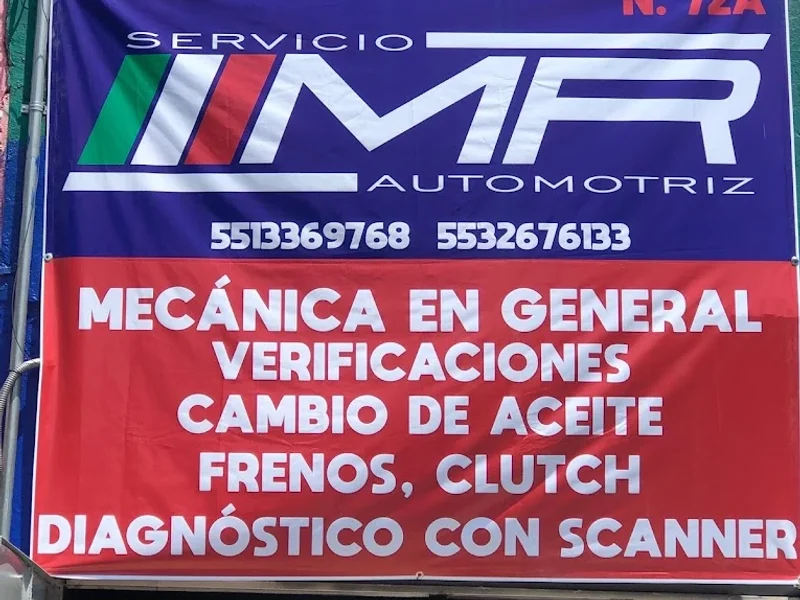 N. 72A
SERVICIO
MR
AUTOMOTRIZ
5513369768 5532676133
MECÁNICA EN GENERAL
VERIFICACIONES
CAMBIO DE ACEITE
FRENOS, CLUTCH
DIAGNÓSTICO CON SCANNER